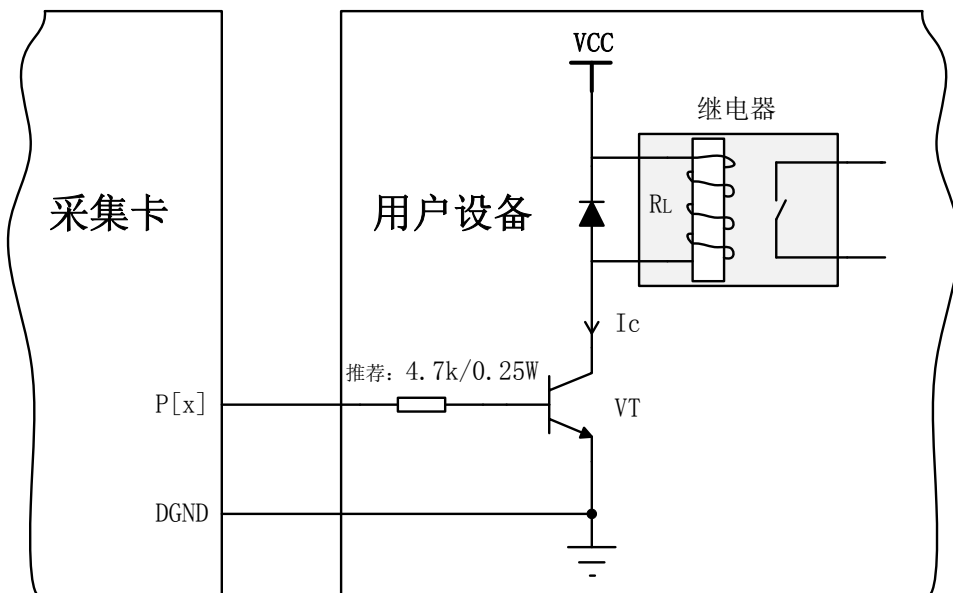 VCC
继电器
采集卡
用户设备
RL
Ic
推荐: 4.7k/0.25W
P[x]
VT
DGND